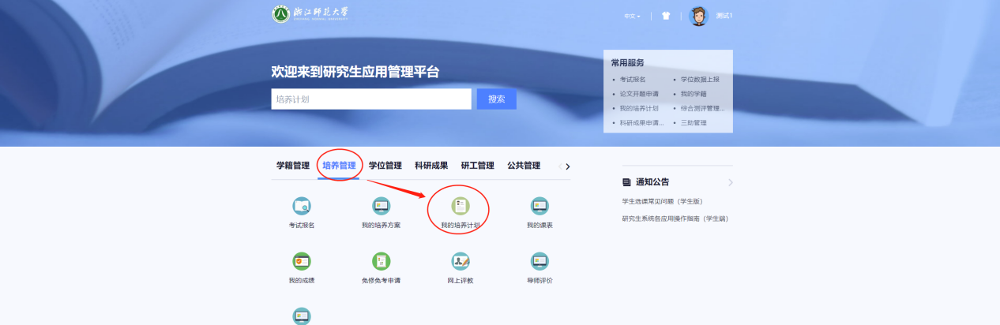 浙江师范大学
ZHEJIANG NORMAL UNIVERSITY
中文
测试1
欢迎来到研究生应用管理平台
培养计划
搜索
常用服务
考试报名
学位数据上报
论文开题申请
我的学籍
我的培养计划
综合测评管理...
科研成果申请...
三助管理
学籍管理 培养管理 学位管理 科研成果 研工管理 公共管理
考试报名 我的培养方案 我的培养计划 我的课表
我的成绩 免修免考申请 网上评教 导师评价
通知公告
学生选课常见问题（学生版）
研究生系统各应用操作指南（学生端）